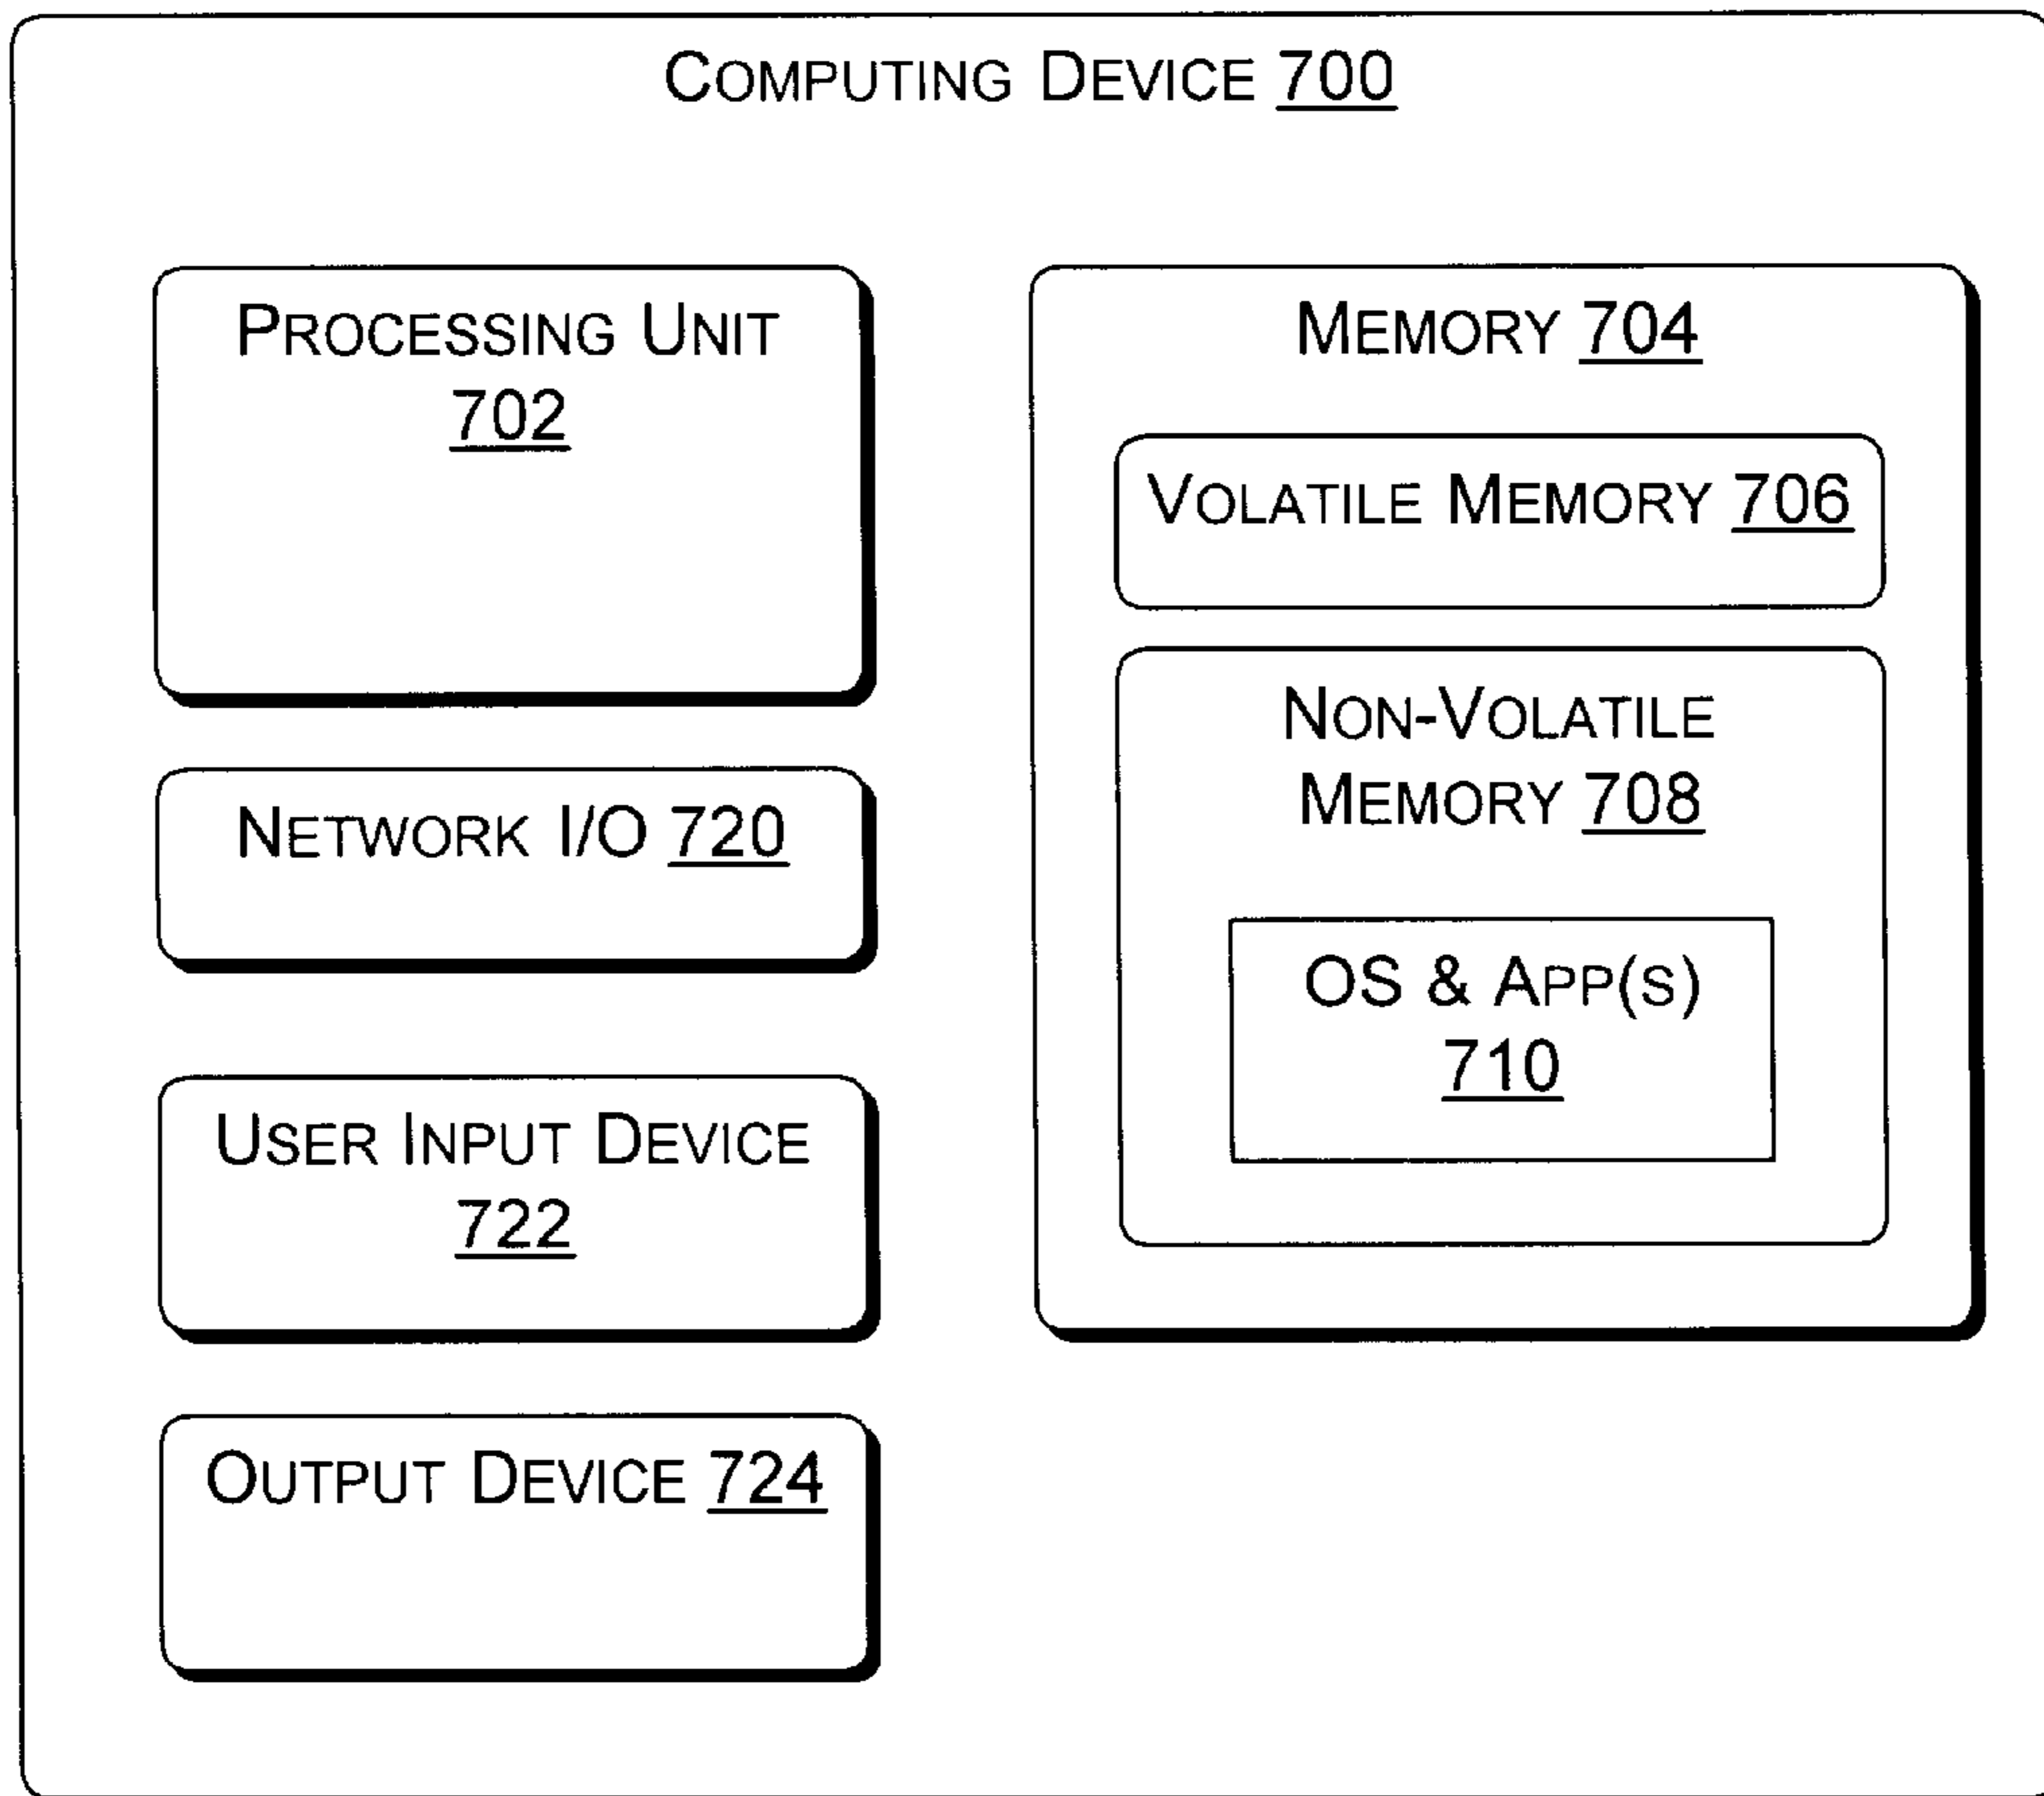 COMPUTING DEVICE 700
PROCESSING UNIT
702
NETWORK I/O 720
USER INPUT DEVICE
722
OUTPUT DEVICE 724
MEMORY 704
VOLATILE MEMORY 706
NON-VOLATILE
MEMORY 708
OS & APP(S)
710